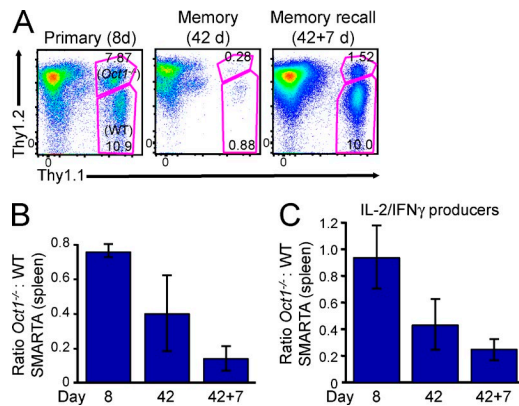 A
Primary (8d)
Memory
(42 d)
Memory recall
(42+7 d)
7.87
(Oct1-/-)
(WT)
10.9
0.28
0.88
1.52
10.0
Thy1.2
0
0
0
0
0
0
Thy1.1
B
Ratio Oct1-/-: WT
SMARTA (spleen)
0.8
0.6
0.4
0.2
0
Day 8 42 42+7
C
IL-2/IFNγ producers
Ratio Oct1-/-: WT
SMARTA (spleen)
1.2
1.0
0.8
0.6
0.4
0.2
0
Day 8 42 42+7